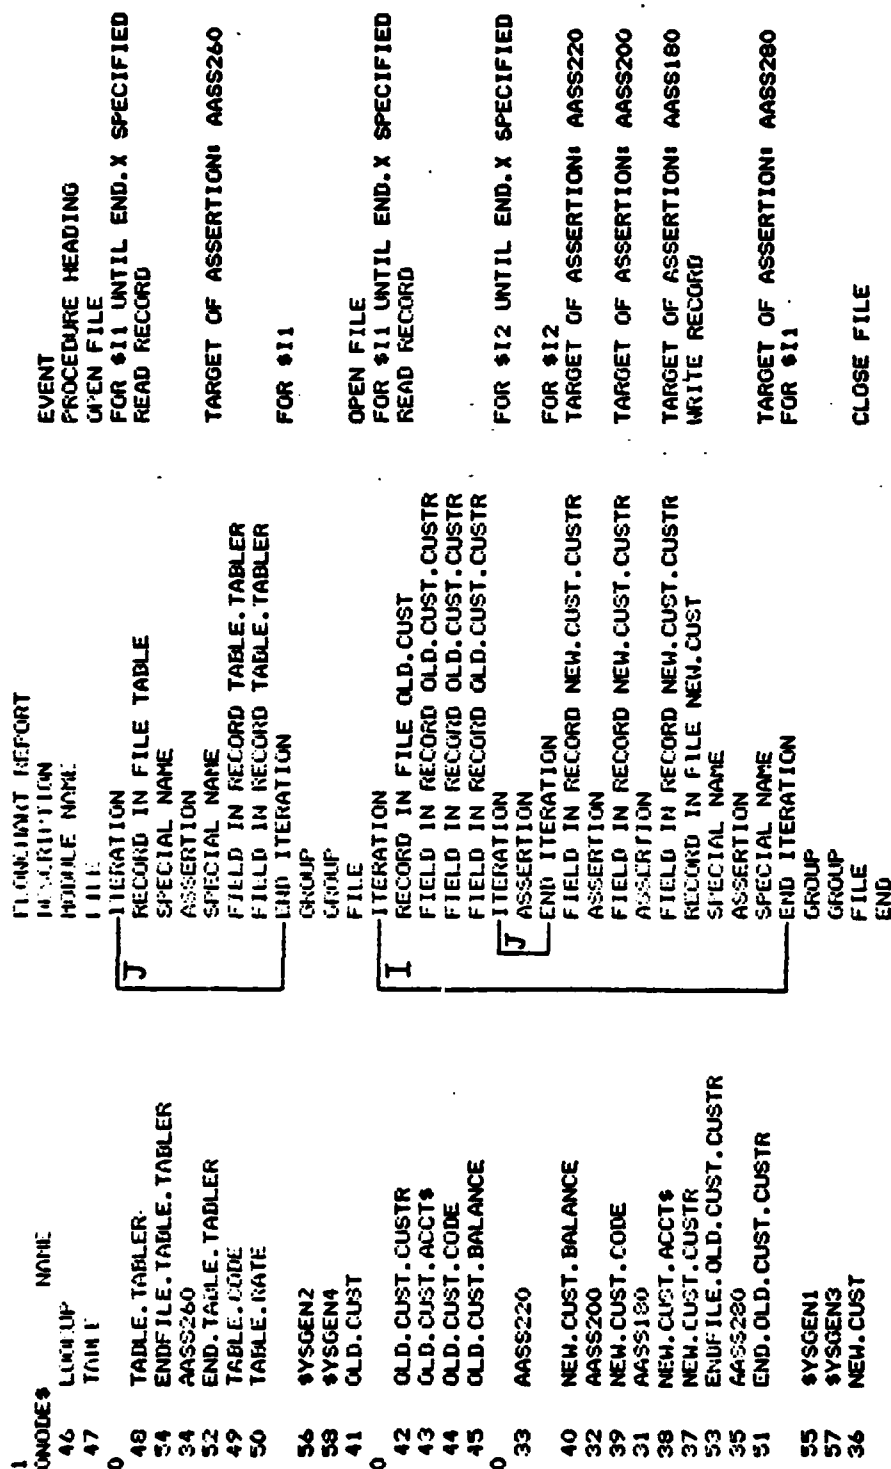 1 FLOWCHART REPORT
0NODE$ NAME DESCRIPTION EVENT
46 LOOKUP MODULE NAME PROCEDURE HEADING
47 TABLE FILE OPEN FILE
0 ITERATION FOR $I1 UNTIL END.X SPECIFIED
48 TABLE.TABLER J RECORD IN FILE TABLE READ RECORD
54 ENDFILE.TABLE.TABLER SPECIAL NAME
34 AASS260 ASSERTION
52 END.TABLE.TABLER SPECIAL NAME TARGET OF ASSERTION: AASS260
49 TABLE.CODE FIELD IN RECORD TABLE.TABLER
50 TABLE.RATE FIELD IN RECORD TABLE.TABLER
END ITERATION FOR $I1
56 $YSGEN2 GROUP
58 $YSGEN4 GROUP
41 OLD.CUST FILE OPEN FILE
0 ITERATION FOR $I1 UNTIL END.X SPECIFIED
42 OLD.CUST.CUSTR I RECORD IN FILE OLD.CUST READ RECORD
43 OLD.CUST.ACCT$ FIELD IN RECORD OLD.CUST.CUSTR
44 OLD.CUST.CODE FIELD IN RECORD OLD.CUST.CUSTR
45 OLD.CUST.BALANCE FIELD IN RECORD OLD.CUST.CUSTR
0 ITERATION FOR $I2 UNTIL END.X SPECIFIED
33 AASS220 J ASSERTION
END ITERATION FOR $I2
40 NEW.CUST.BALANCE FIELD IN RECORD NEW.CUST.CUSTR TARGET OF ASSERTION: AASS220
32 AASS200 ASSERTION
39 NEW.CUST.CODE FIELD IN RECORD NEW.CUST.CUSTR TARGET OF ASSERTION: AASS200
31 AASS180 ASSERTION
38 NEW.CUST.ACCT$ FIELD IN RECORD NEW.CUST.CUSTR TARGET OF ASSERTION: AASS180
37 NEW.CUST.CUSTR RECORD IN FILE NEW.CUST WRITE RECORD
53 ENDFILE.OLD.CUST.CUSTR SPECIAL NAME
35 AASS280 ASSERTION
51 END.OLD.CUST.CUSTR SPECIAL NAME TARGET OF ASSERTION: AASS280
END ITERATION FOR $I1
55 $YSGEN1 GROUP
57 $YSGEN3 GROUP
36 NEW.CUST FILE CLOSE FILE
END